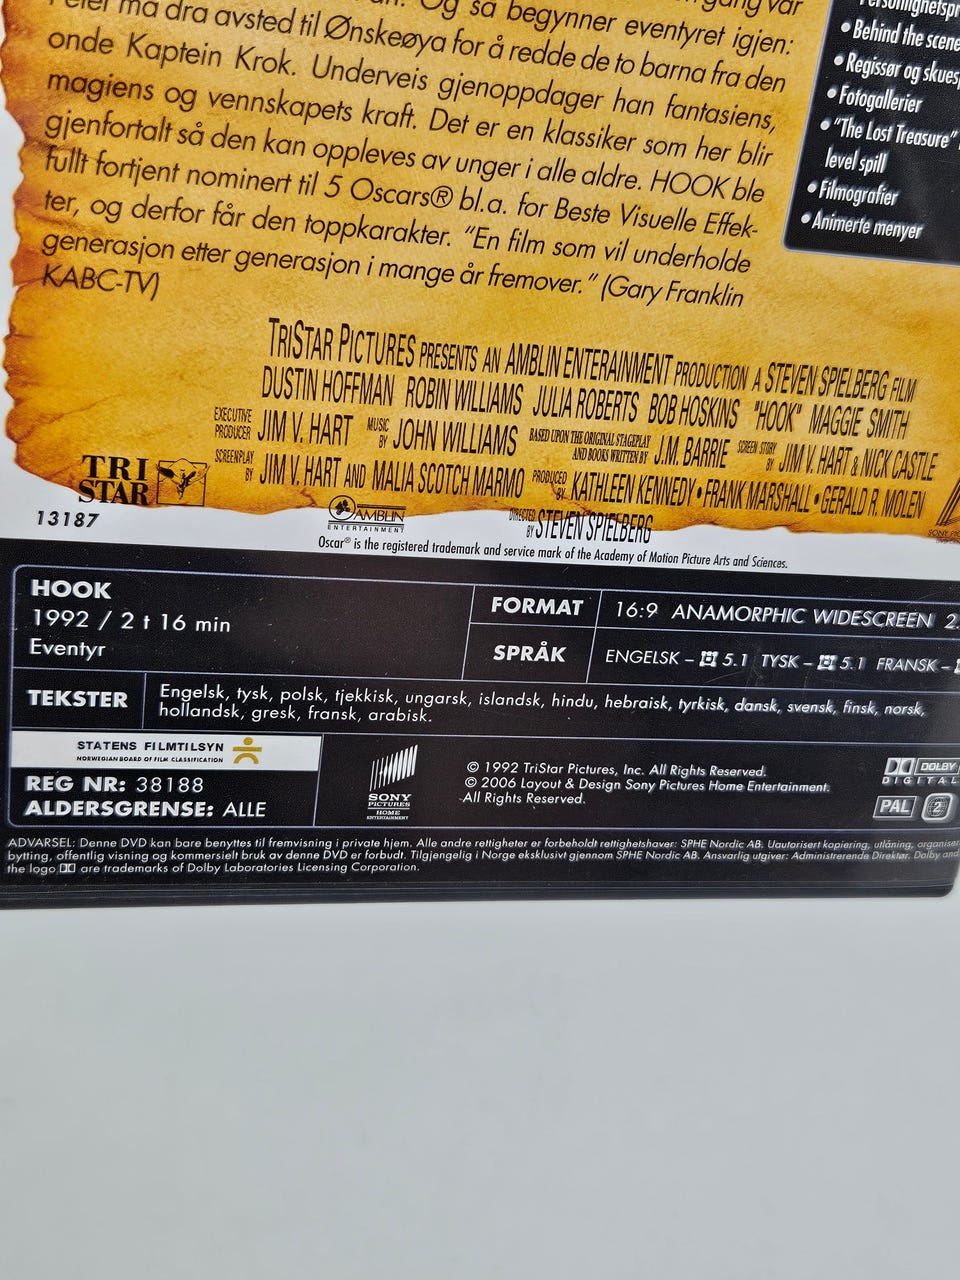 Og så begynner eventyret igjen:
Peter må dra avsted til Ønskeøya for å redde de to barna fra den
onde Kaptein Krok. Underveis gjenoppdager han fantasiens,
magiens og vennskapets kraft. Det er en klassiker som her blir
gjenfortalt så den kan oppleves av unger i alle aldre. HOOK ble
fullt fortjent nominert til 5 Oscars® bl.a. for Beste Visuelle Effek-
ter, og derfor får den toppkarakter. "En film som vil underholde
generasjon etter generasjon i mange år fremover." (Gary Franklin
KABC-TV)
• Behind the scene
• Regissør og skues
• Fotogallerier
• "The Lost Treasure"
level spill
• Filmografier
• Animerte menyer
TRISTAR PICTURES PRESENTS AN AMBLIN ENTERAINMENT PRODUCTION A STEVEN SPIELBERG FILM
DUSTIN HOFFMAN ROBIN WILLIAMS JULIA ROBERTS BOB HOSKINS "HOOK" MAGGIE SMITH
EXECUTIVE PRODUCER JIM V. HART MUSIC BY JOHN WILLIAMS BASED UPON THE ORIGINAL STAGEPLAY AND BOOKS WRITTEN BY J.M. BARRIE SCREEN STORY BY JIM V. HART & NICK CASTLE
SCREENPLAY BY JIM V. HART AND MALIA SCOTCH MARMO PRODUCED BY KATHLEEN KENNEDY • FRANK MARSHALL • GERALD R. MOLEN
DIRECTED BY STEVEN SPIELBERG
TRI
STAR
13187
AMBLIN
ENTERTAINMENT
SONY PIC
Oscar® is the registered trademark and service mark of the Academy of Motion Picture Arts and Sciences.
HOOK
1992 / 2 t 16 min
Eventyr
FORMAT 16:9 ANAMORPHIC WIDESCREEN 2.
SPRÅK ENGELSK – 5.1 TYSK – 5.1 FRANSK –
TEKSTER Engelsk, tysk, polsk, tjekkisk, ungarsk, islandsk, hindu, hebraisk, tyrkisk, dansk, svensk, finsk, norsk,
hollandsk, gresk, fransk, arabisk.
STATENS FILMTILSYN
NORWEGIAN BOARD OF FILM CLASSIFICATION
REG NR: 38188
ALDERSGRENSE: ALLE
SONY
PICTURES
HOME
ENTERTAINMENT
© 1992 TriStar Pictures, Inc. All Rights Reserved.
© 2006 Layout & Design Sony Pictures Home Entertainment.
All Rights Reserved.
DOLBY
DIGITAL
PAL 2
ADVARSEL: Denne DVD kan bare benyttes til fremvisning i private hjem. Alle andre rettigheter er forbeholdt rettighetshaver: SPHE Nordic AB. Uautorisert kopiering, utlåning, organiser
bytting, offentlig visning og kommersielt bruk av denne DVD er forbudt. Tilgjengelig i Norge eksklusivt gjennom SPHE Nordic AB. Ansvarlig utgiver: Administrerende Direktør. Dolby and
the logo are trademarks of Dolby Laboratories Licensing Corporation.